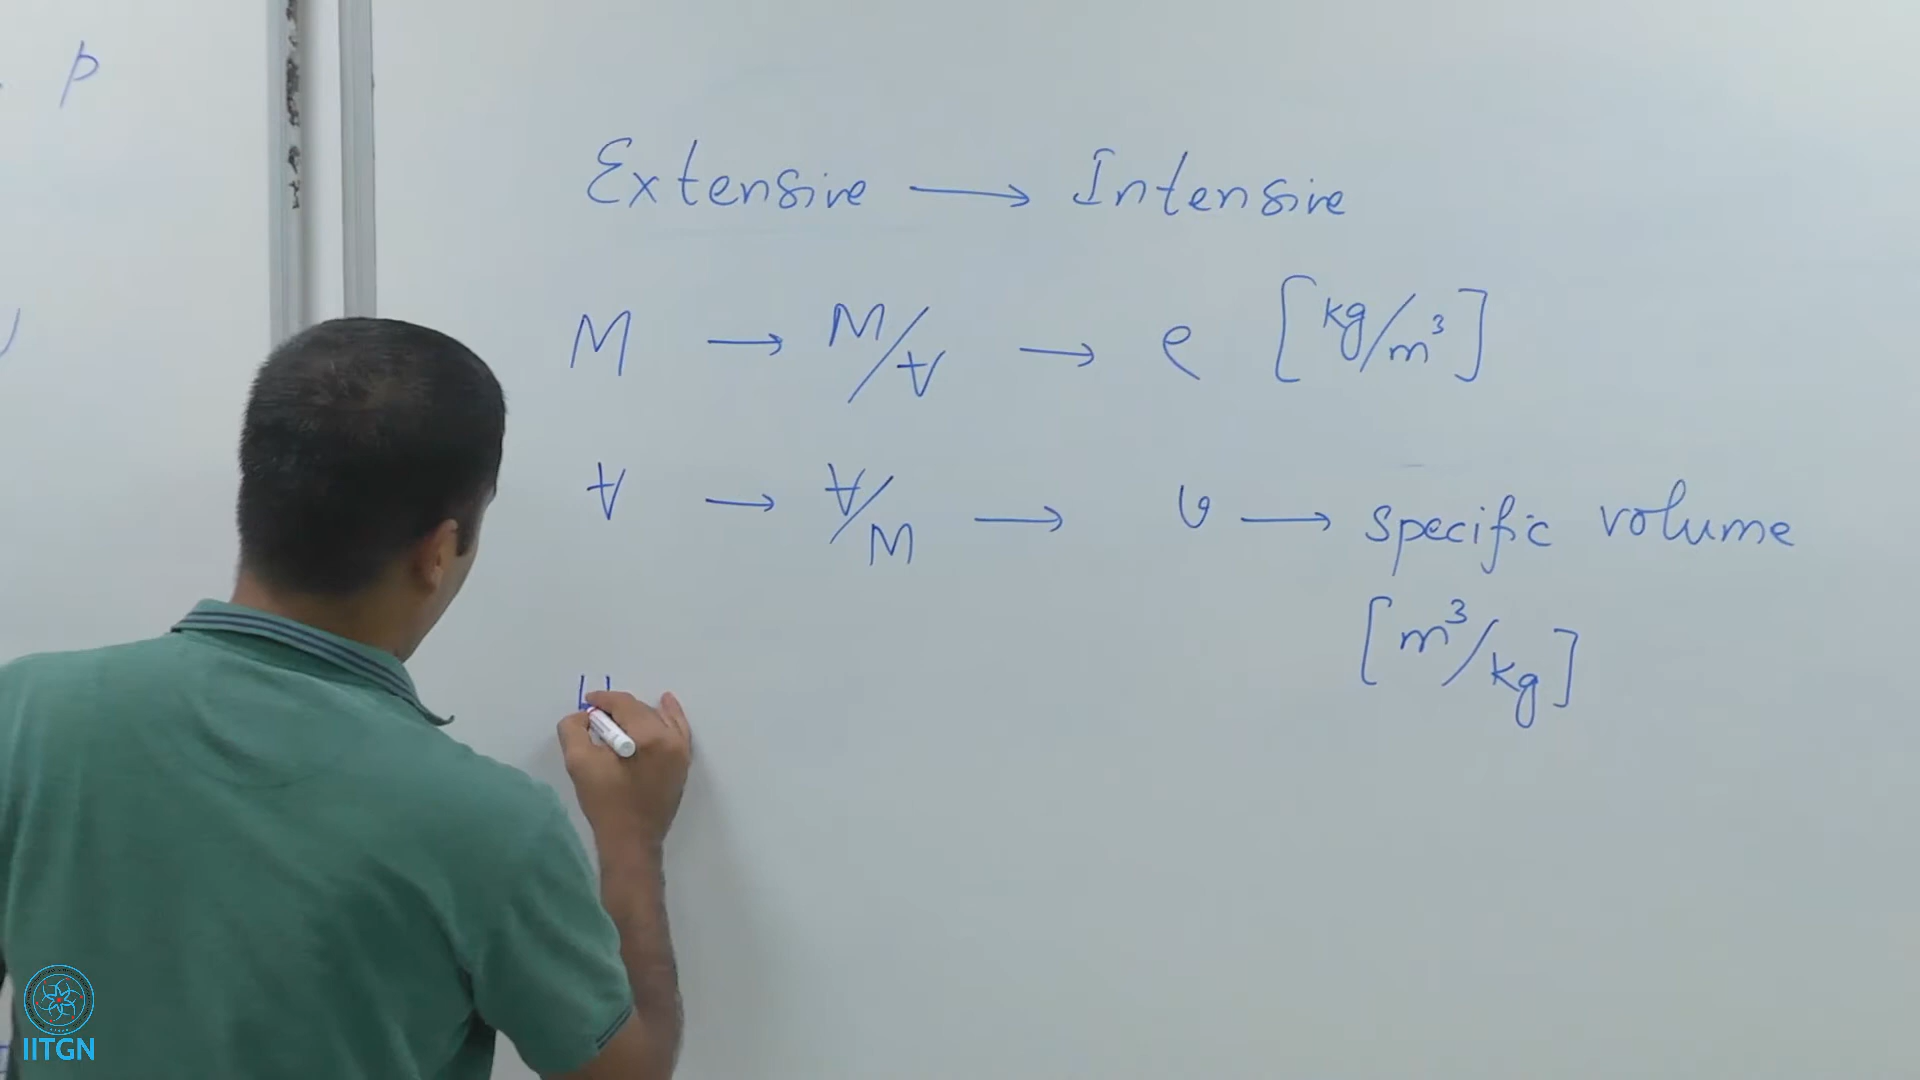 p
Extensive → Intensive
M → M/V̶ → ρ [kg/m³]
V̶ → V̶/M → v → specific volume
[m³/kg]
IITGN